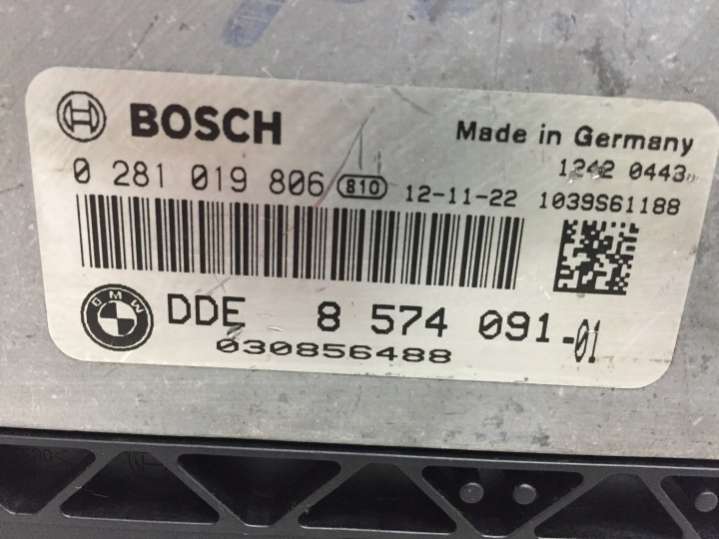 BOSCH
Made in Germany
0 281 019 806 810 12-11-22 1039S61188
1242 0443
BMW DDE 8 574 091-01
030856488